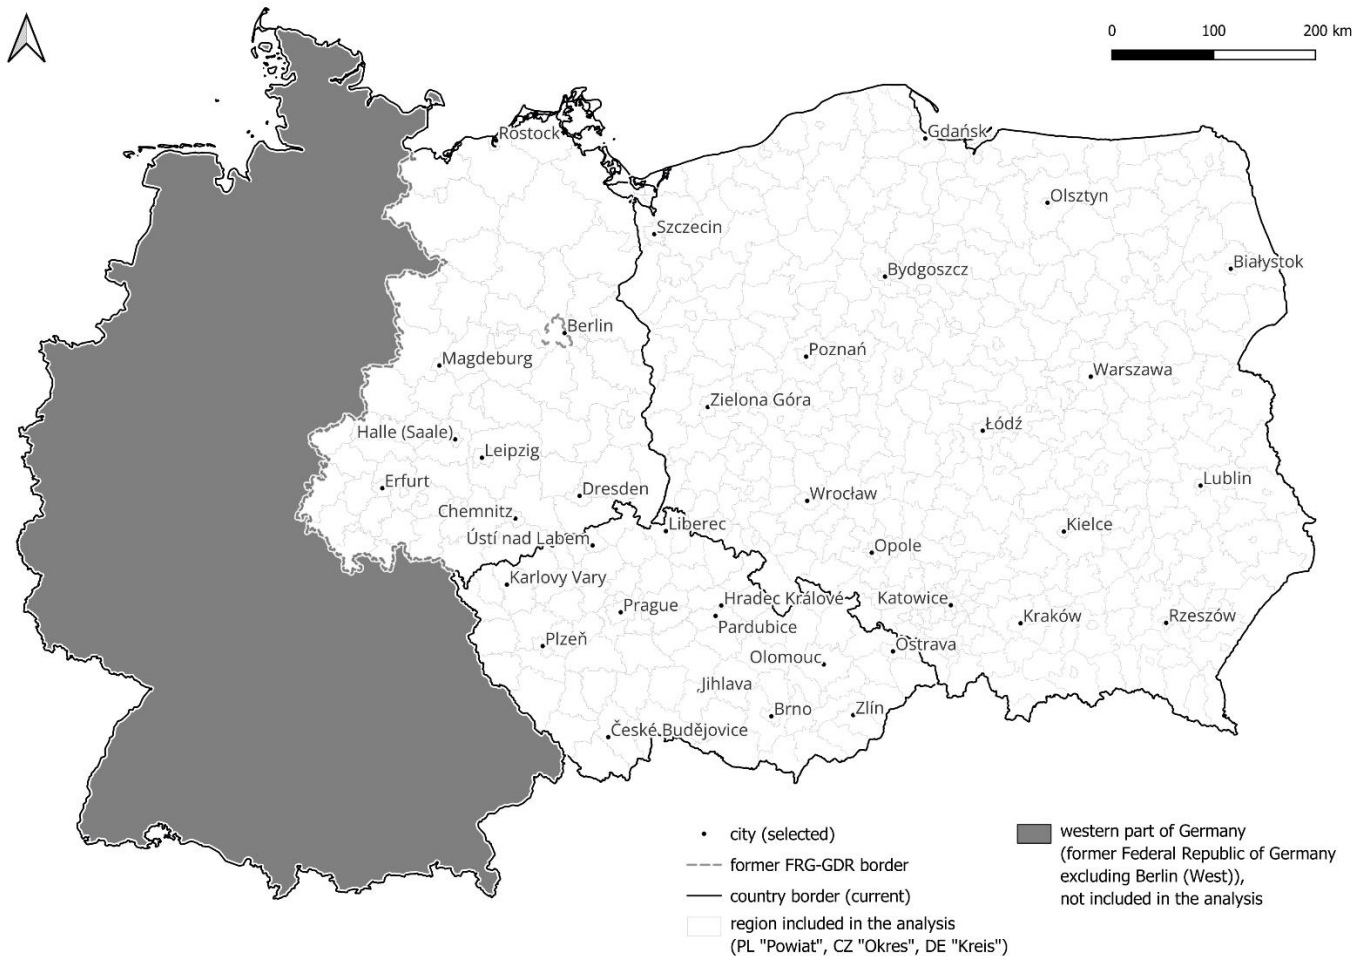 0 100 200 km
Rostock
Gdańsk
Olsztyn
Szczecin
Bydgoszcz
Białystok
Berlin
Magdeburg
Poznań
Warszawa
Zielona Góra
Łódź
Halle (Saale)
Leipzig
Erfurt
Dresden
Wrocław
Lublin
Chemnitz
Liberec
Kielce
Ústí nad Labem
Opole
Karlovy Vary
Prague
Hradec Králové
Katowice
Pardubice
Kraków
Rzeszów
Plzeň
Ostrava
Olomouc
Jihlava
Brno
Zlín
České Budějovice
city (selected)
former FRG-GDR border
country border (current)
region included in the analysis
(PL "Powiat", CZ "Okres", DE "Kreis")
western part of Germany
(former Federal Republic of Germany
excluding Berlin (West)),
not included in the analysis